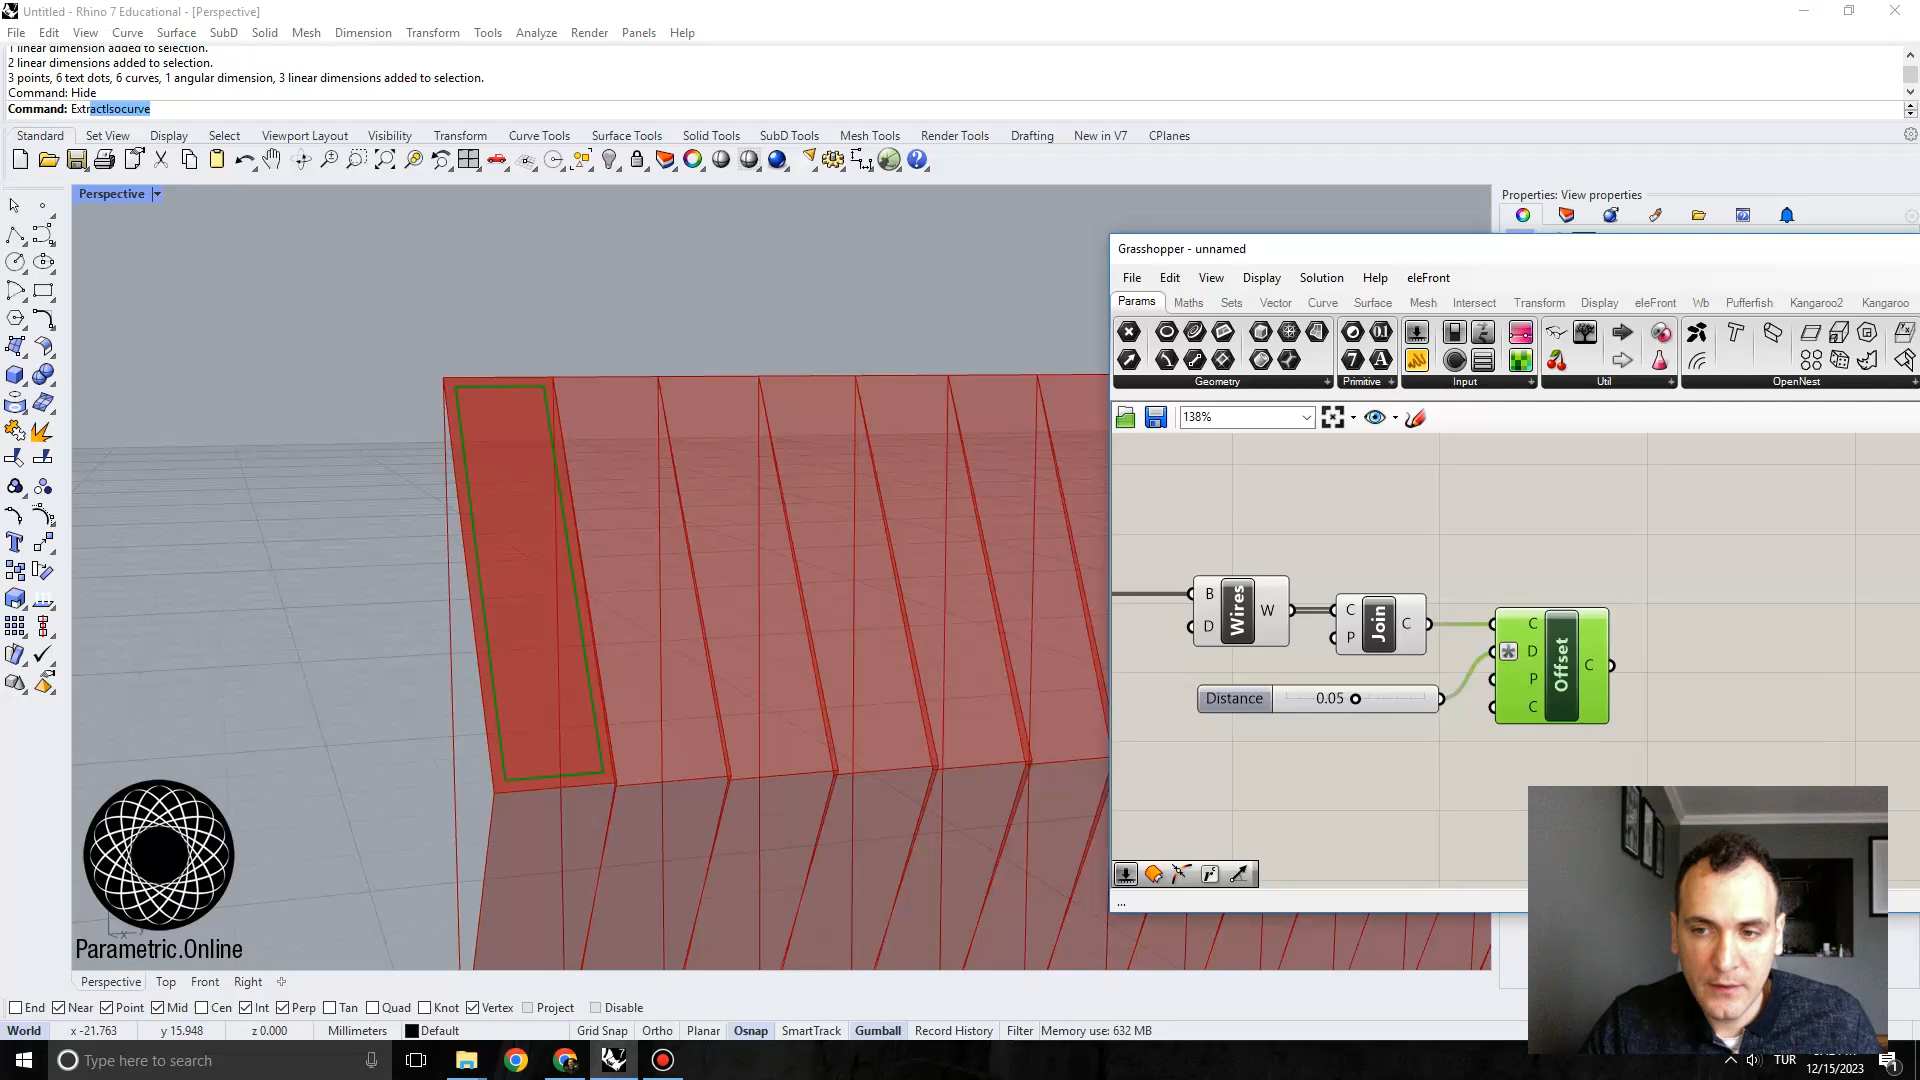 Untitled - Rhino 7 Educational - [Perspective]
File Edit View Curve Surface SubD Solid Mesh Dimension Transform Tools Analyze Render Panels Help
1 linear dimension added to selection.
2 linear dimensions added to selection.
3 points, 6 text dots, 6 curves, 1 angular dimension, 3 linear dimensions added to selection.
Command: Hide
Command: ExtractIsocurve
Standard Set View Display Select Viewport Layout Visibility Transform Curve Tools Surface Tools Solid Tools SubD Tools Mesh Tools Render Tools Drafting New in V7 CPlanes
Perspective
Properties: View properties
Grasshopper - unnamed
File Edit View Display Solution Help eleFront
Params Maths Sets Vector Curve Surface Mesh Intersect Transform Display eleFront Wb Pufferfish Kangaroo2 Kangaroo
Geometry Primitive Input Util OpenNest
138%
B Wires W
D
C Join C
P
C Offset C
D
P
C
Distance 0.05
...
x
Parametric.Online
Perspective Top Front Right
End Near Point Mid Cen Int Perp Tan Quad Knot Vertex Project Disable
World x -21.763 y 15.948 z 0.000 Millimeters Default Grid Snap Ortho Planar Osnap SmartTrack Gumball Record History Filter Memory use: 632 MB
Type here to search
TUR
12/15/2023
1